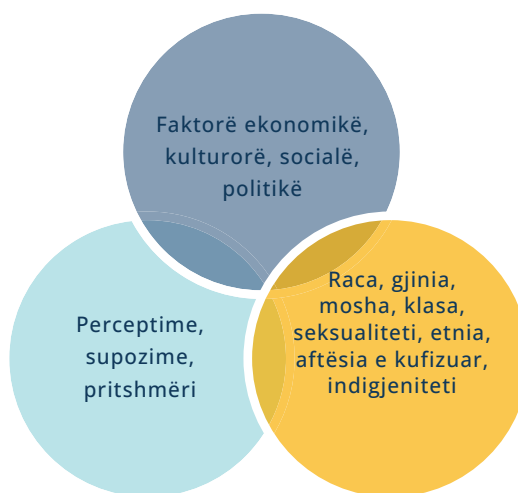 Faktorë ekonomikë,
kulturorë, socialë,
politikë
Perceptime,
supozime,
pritshmëri
Raca, gjinia,
mosha, klasa,
seksualiteti, etnia,
aftësia e kufizuar,
indigjeniteti